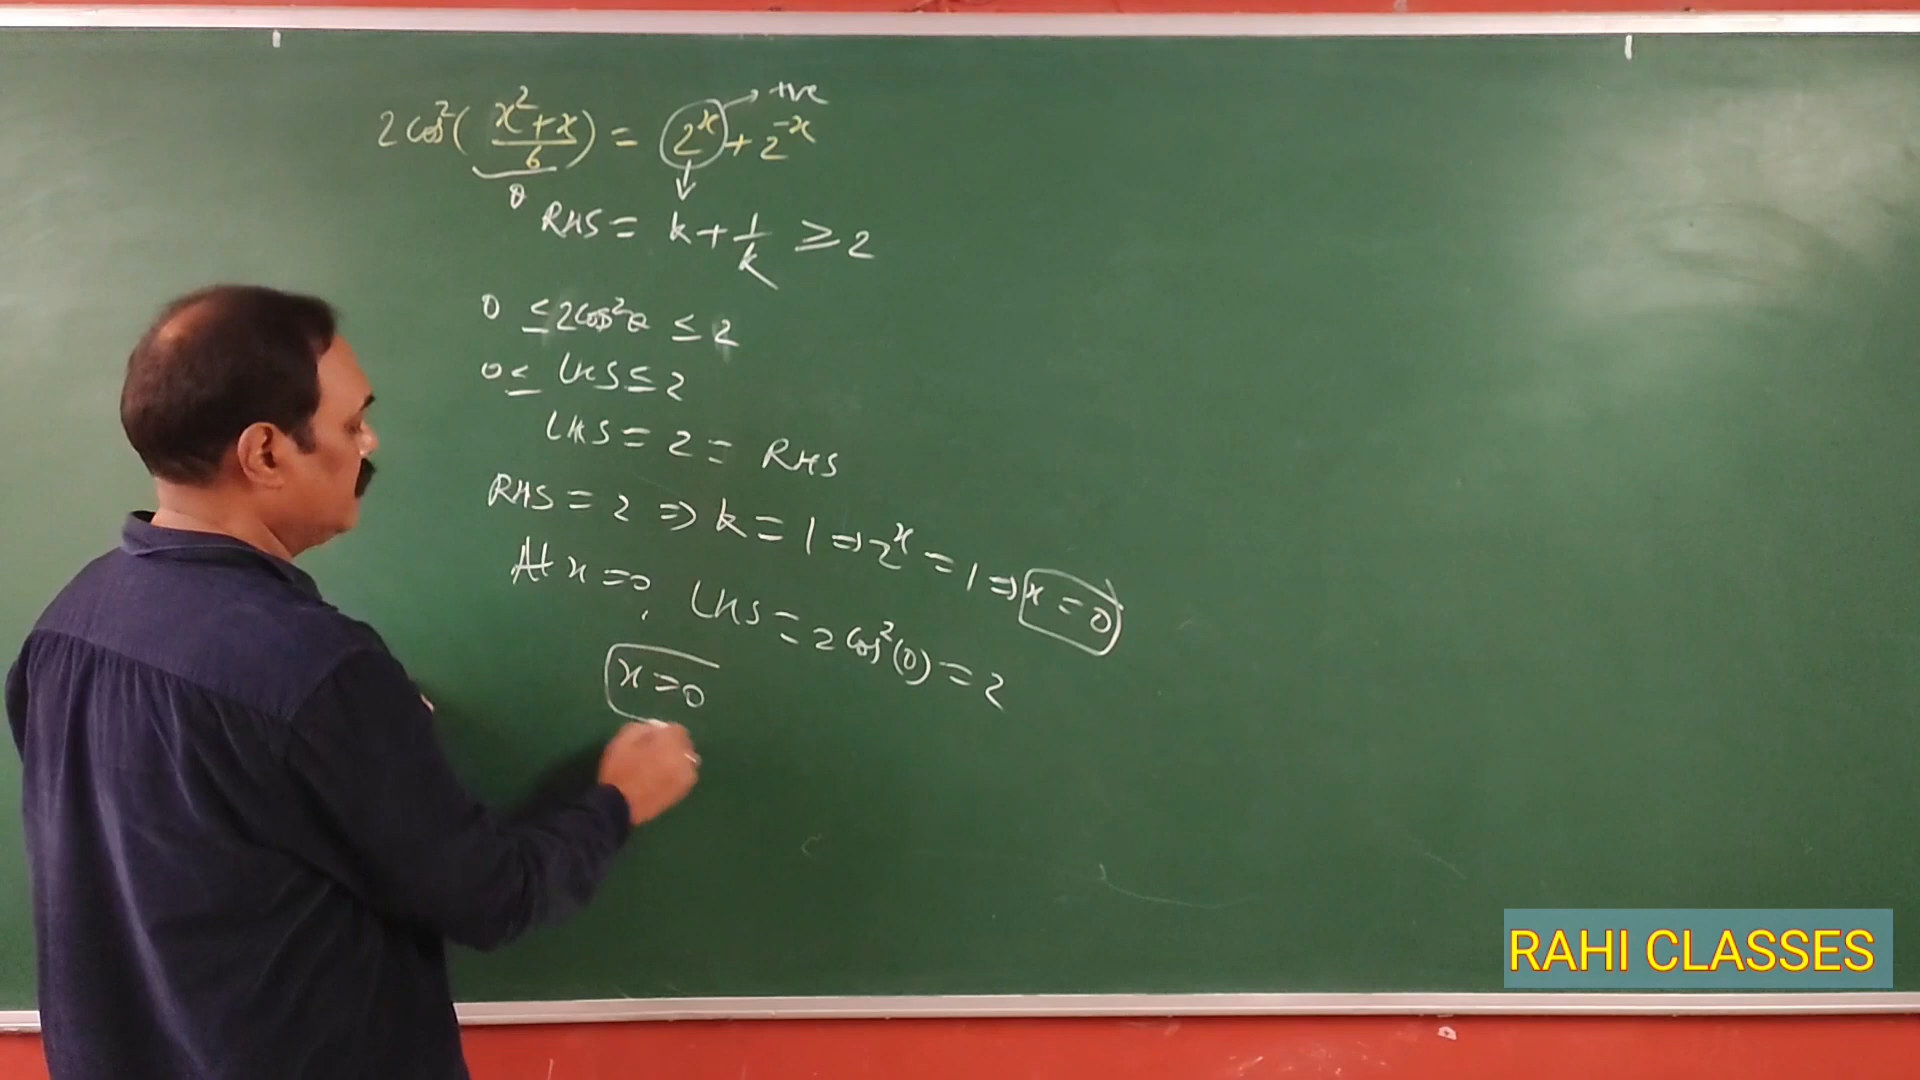 2cos²(x²+x/6) = 2^x + 2^-x → +ve
θ
RHS = k + 1/k ≥ 2
0 ≤ 2cos²θ ≤ 2
0 ≤ LHS ≤ 2
LHS = 2 = RHS
RHS = 2 ⇒ k = 1 ⇒ 2^x = 1 ⇒ x = 0
At x = 0, LHS = 2cos²(0) = 2
x = 0
RAHI CLASSES